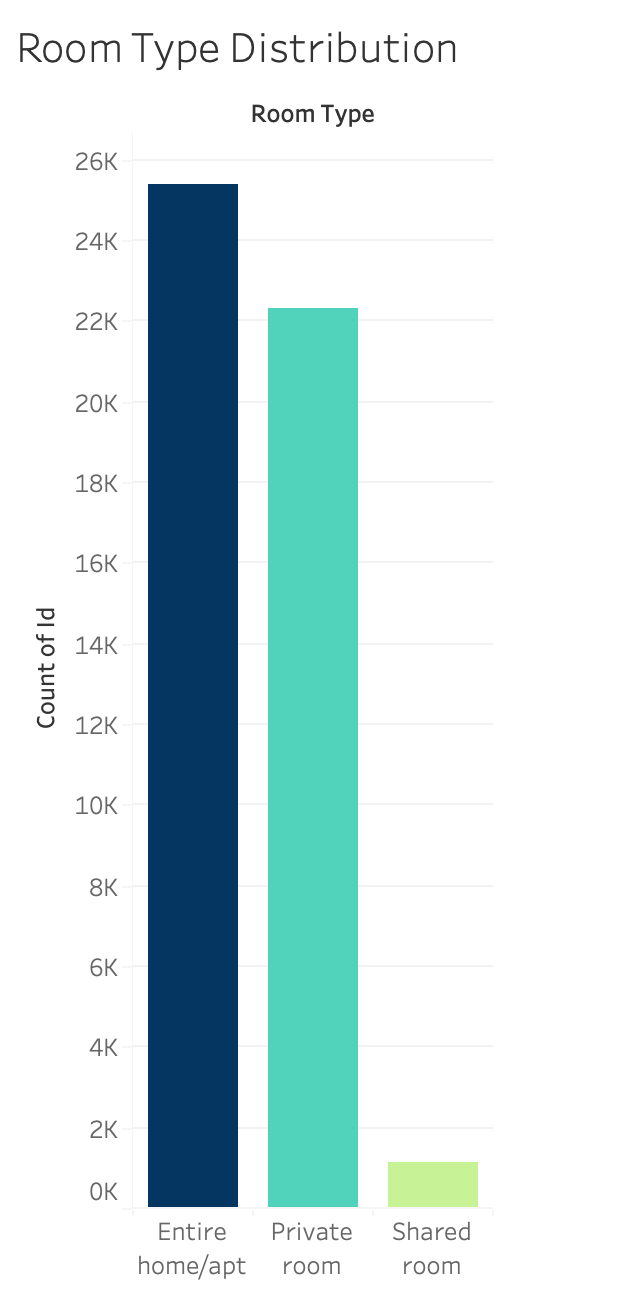 Room Type Distribution
Room Type
26K
24K
22K
20K
18K
16K
14K
12K
10K
8K
6K
4K
2K
0K
Count of Id
Entire
home/apt
Private
room
Shared
room